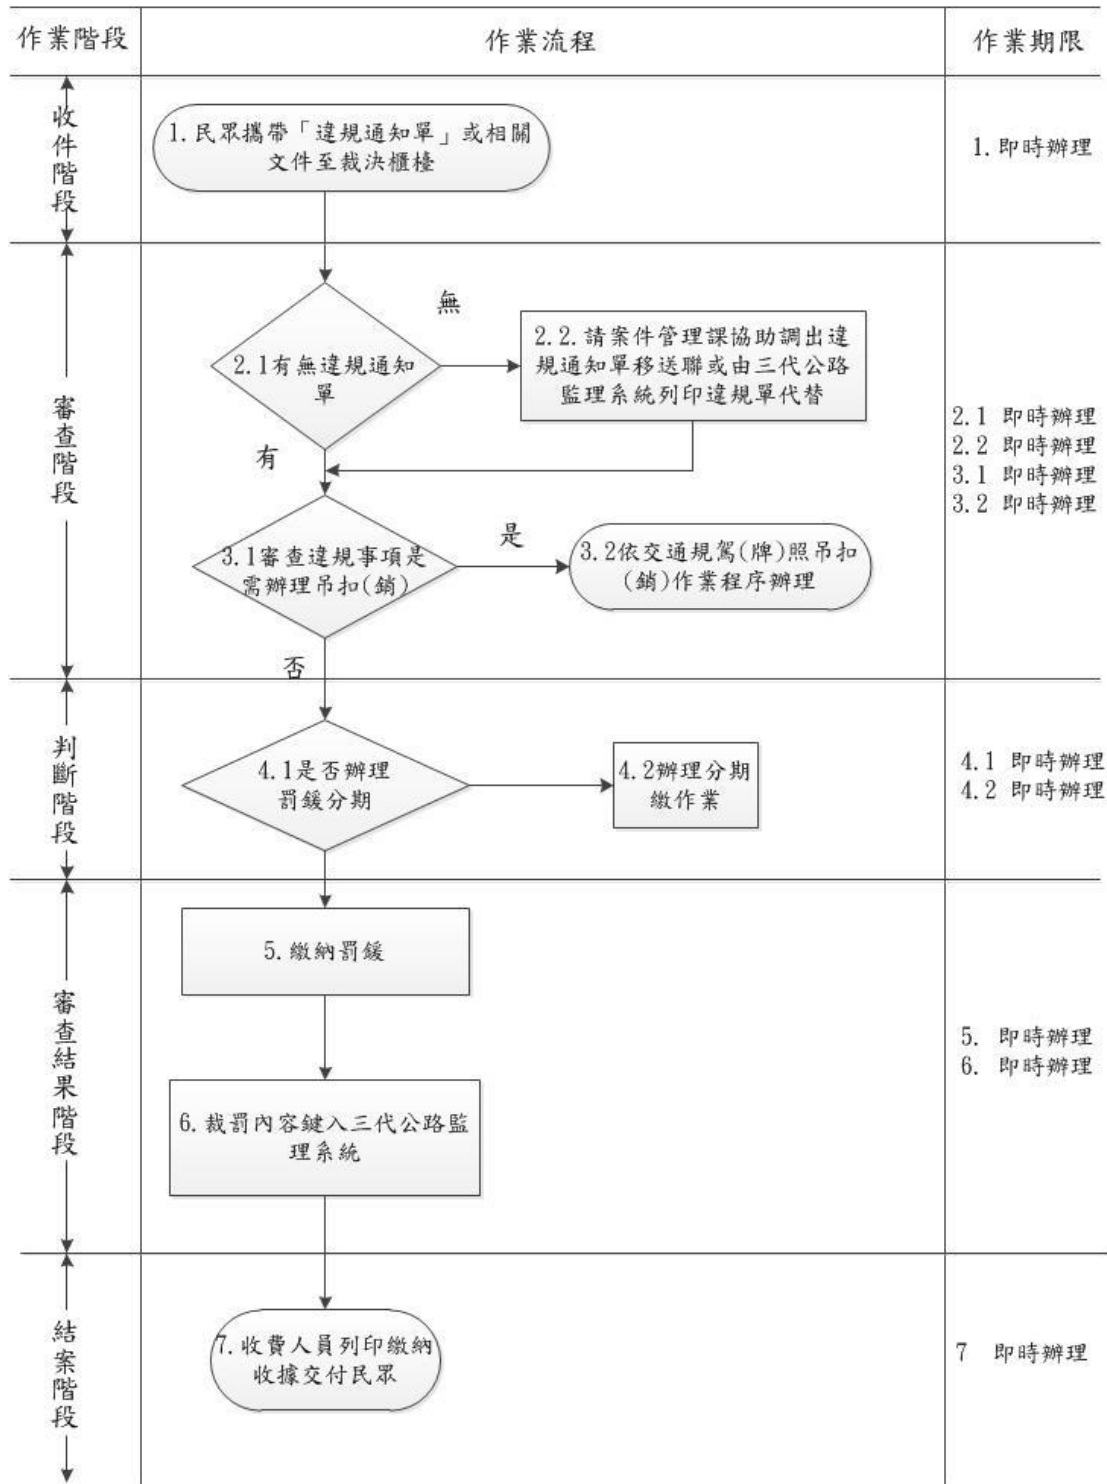 作業階段
作業流程
作業期限
收件階段
1.民眾攜帶「違規通知單」或相關
文件至裁決櫃檯
1.即時辦理
審查階段
2.1有無違規通知
單
無
2.2.請案件管理課協助調出違
規通知單移送聯或由三代公路
監理系統列印違規單代替
有
3.1審查違規事項是
需辦理吊扣(銷)
是
3.2依交通規駕(牌)照吊扣
(銷)作業程序辦理
否
2.1 即時辦理
2.2 即時辦理
3.1 即時辦理
3.2 即時辦理
判斷階段
4.1是否辦理
罰鍰分期
4.2辦理分期
繳作業
4.1 即時辦理
4.2 即時辦理
審查結果階段
5.繳納罰鍰
6.裁罰內容鍵入三代公路監
理系統
5. 即時辦理
6. 即時辦理
結案階段
7.收費人員列印繳納
收據交付民眾
7 即時辦理